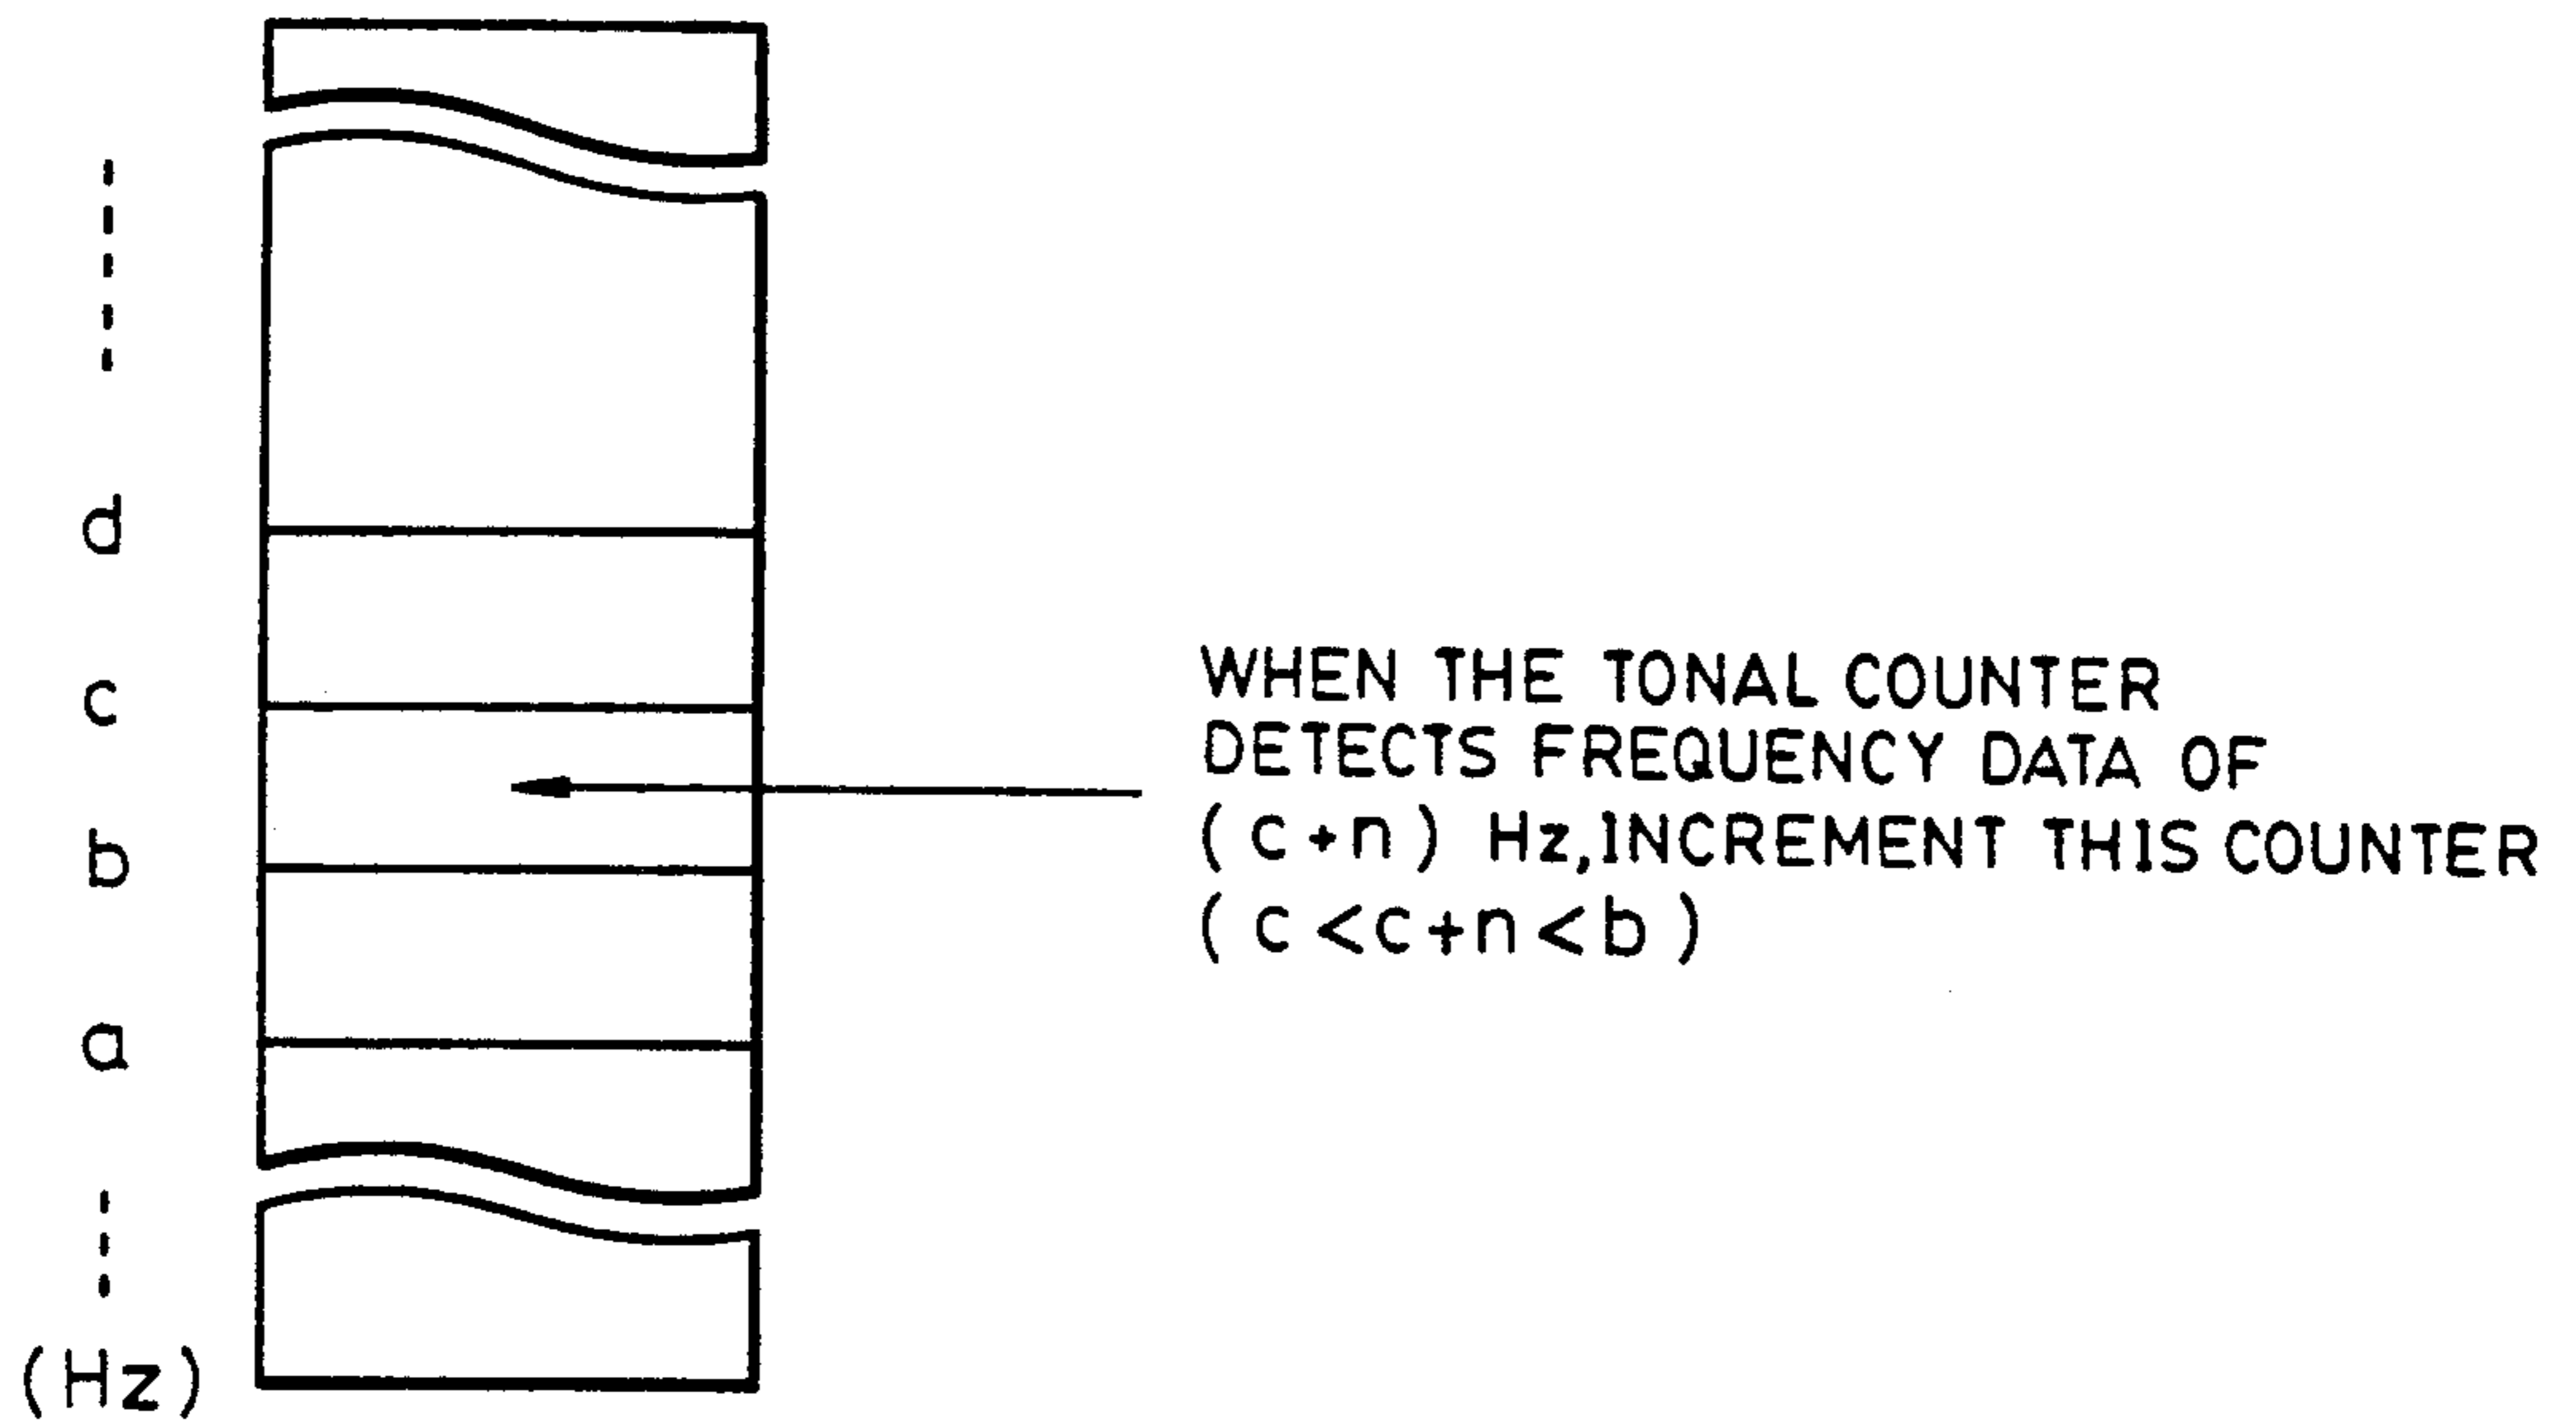 d
c
b
a
(Hz)
WHEN THE TONAL COUNTER
DETECTS FREQUENCY DATA OF
(c+n) Hz,INCREMENT THIS COUNTER
(c<c+n<b)